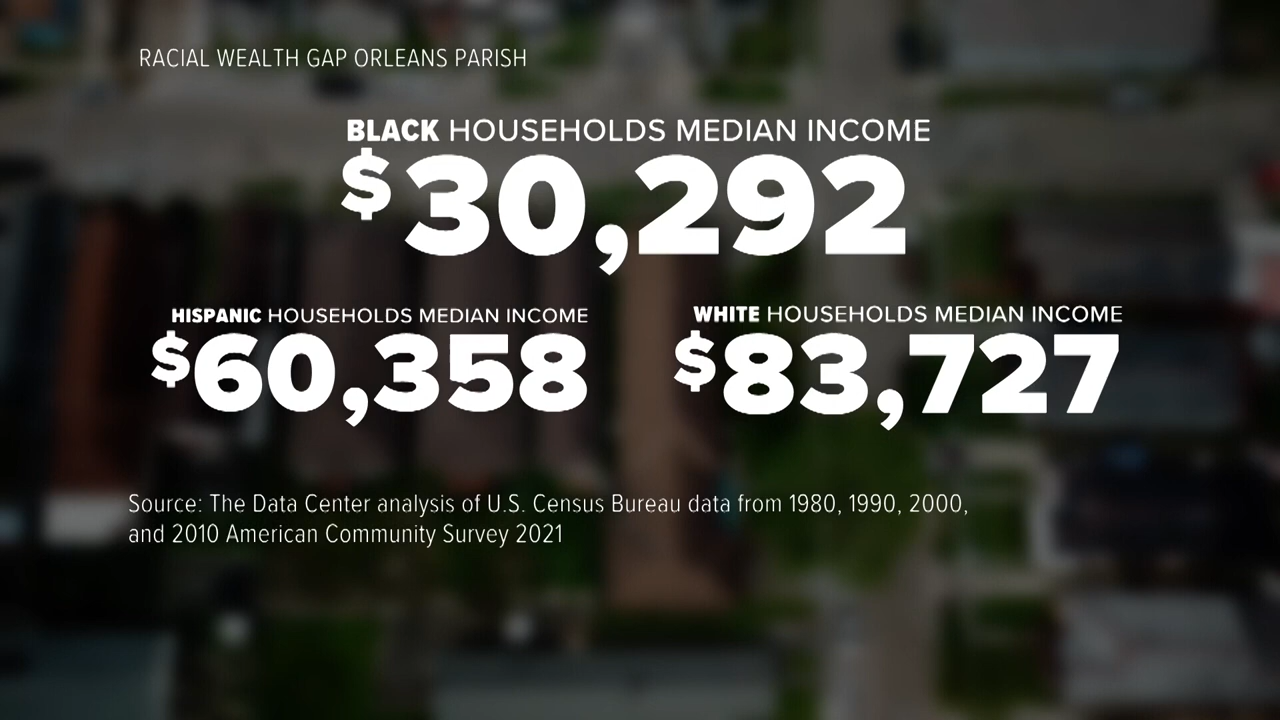 RACIAL WEALTH GAP ORLEANS PARISH
BLACK HOUSEHOLDS MEDIAN INCOME
$30,292
HISPANIC HOUSEHOLDS MEDIAN INCOME
$60,358
WHITE HOUSEHOLDS MEDIAN INCOME
$83,727
Source: The Data Center analysis of U.S. Census Bureau data from 1980, 1990, 2000,
and 2010 American Community Survey 2021